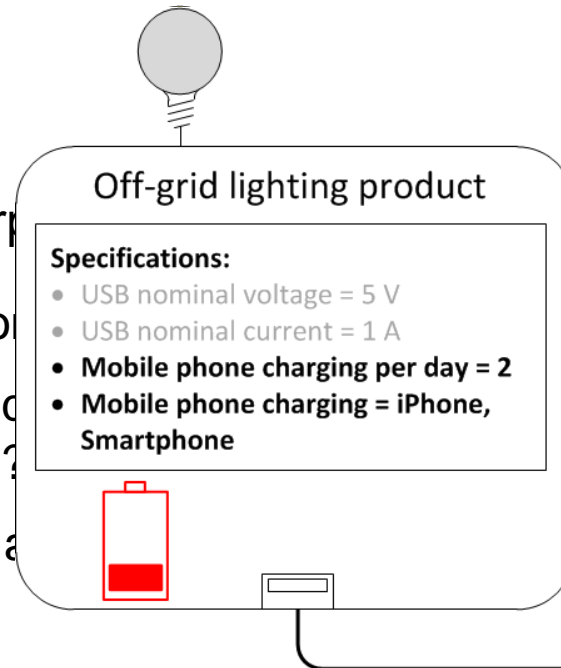 Off-grid lighting product
Specifications:
• USB nominal voltage = 5 V
• USB nominal current = 1 A
• Mobile phone charging per day = 2
• Mobile phone charging = iPhone,
Smartphone